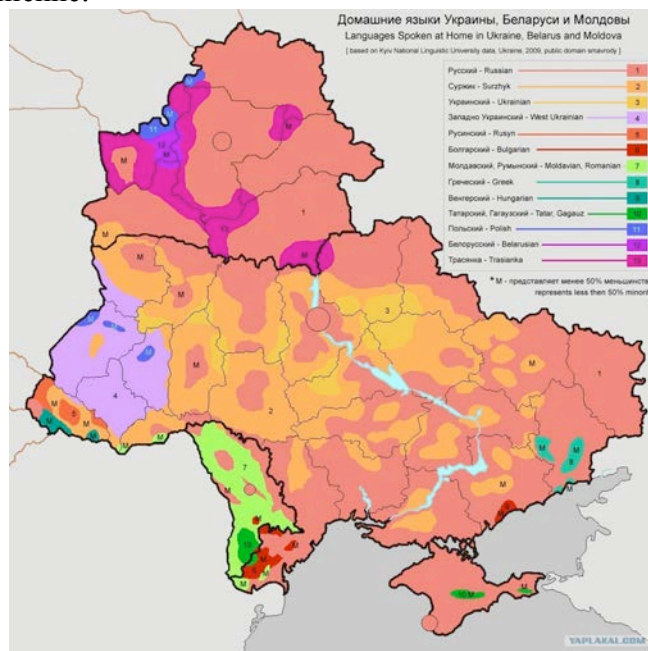 Домашние языки Украины, Беларуси и Молдовы
Languages Spoken at Home in Ukraine, Belarus and Moldova
[ based on Kyiv National Linguistic University data, Ukraine, 2009, public domain smavrody ]
Русский - Russian 1
Суржик - Surzhyk 2
Украинский - Ukrainian 3
Западно Украинский - West Ukrainian 4
Русинский - Rusyn 5
Болгарский - Bulgarian 6
Молдавский, Румынский - Moldavian, Romanian 7
Греческий - Greek 8
Венгерский - Hungarian 9
Татарский, Гагаузский - Tatar, Gagauz 10
Польский - Polish 11
Белорусский - Belarusian 12
Трасянка - Trasianka 13
* М - представляет менее 50% меньшинств
represents less then 50% minorit
YAPLAKAL.COM